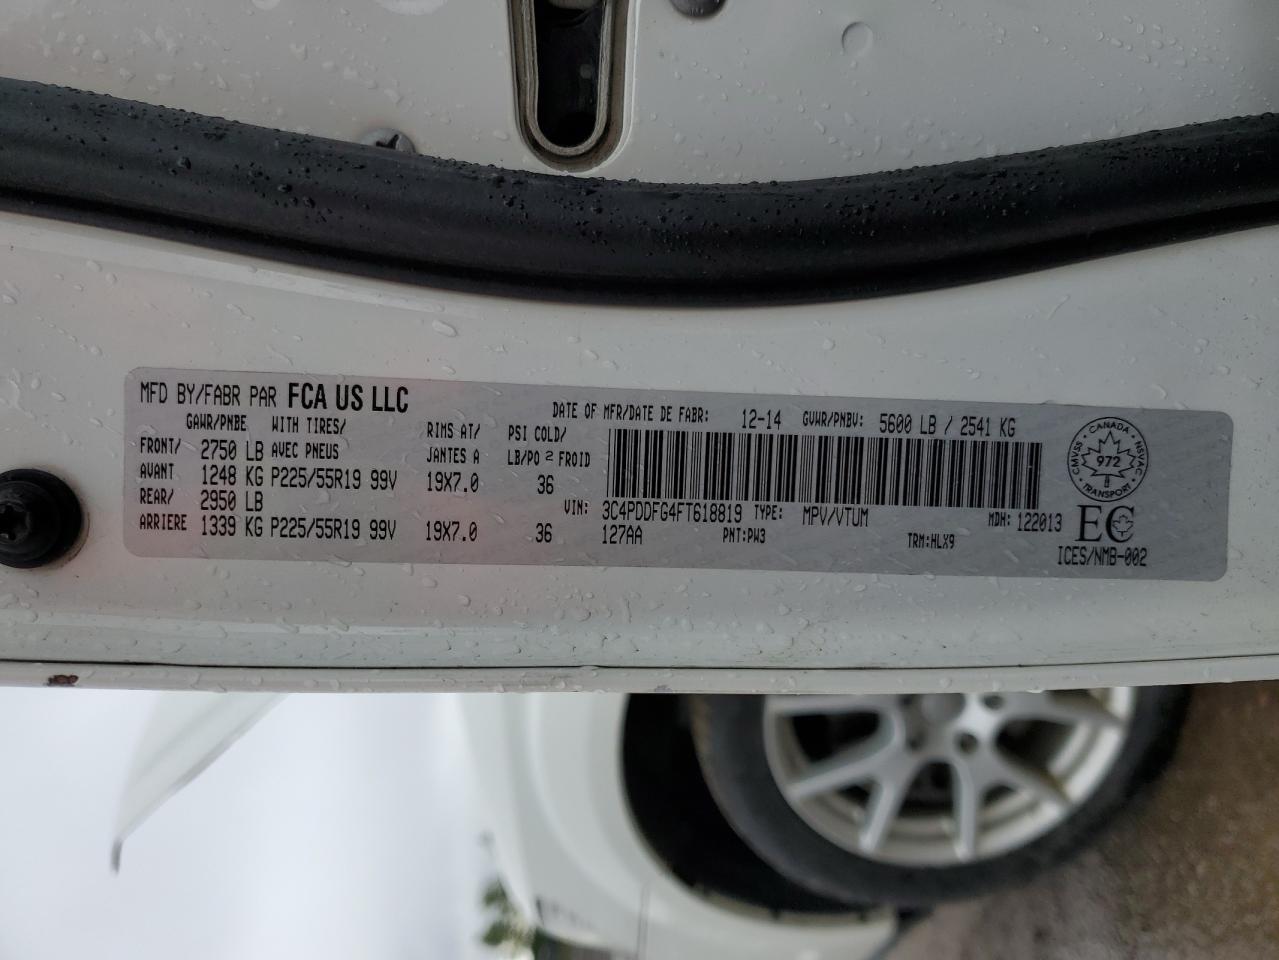 MFD BY/FABR PAR FCA US LLC
DATE OF MFR/DATE DE FABR: 12-14 GVWR/PNBV: 5600 LB / 2541 KG
GAWR/PNBE WITH TIRES/ RIMS AT/ PSI COLD/
FRONT/ 2750 LB AVEC PNEUS JANTES A LB/PO 2 FROID
AVANT 1248 KG P225/55R19 99V 19X7.0 36
REAR/ 2950 LB
VIN: 3C4PDDFG4FT618819 TYPE: MPV/VTUM MDH: 122013
ARRIERE 1339 KG P225/55R19 99V 19X7.0 36
127AA PNT:PW3 TRM:HLX9
CANADA
CMVSS 972 NSVAC
TRANSPORT
EC
ICES/NMB-002